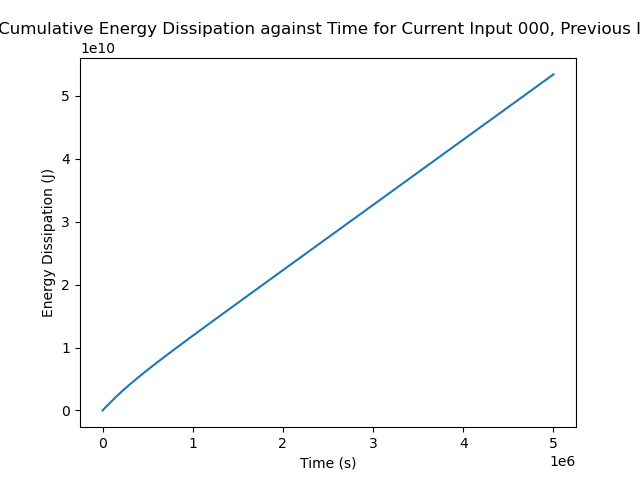 Cumulative Energy Dissipation against Time for Current Input 000, Previous I
1e10
5
4
3
2
1
0
Energy Dissipation (J)
0 1 2 3 4 5
1e6
Time (s)